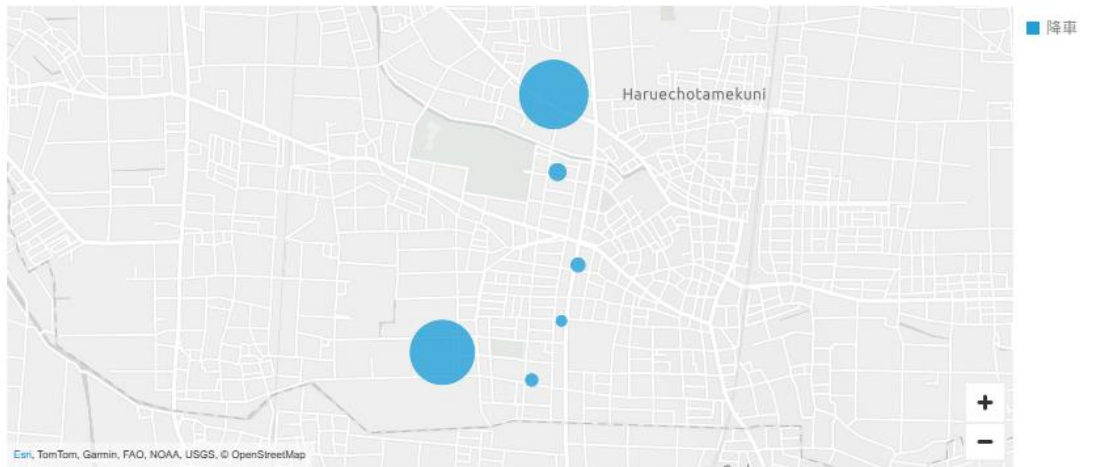 降車
Haruechotamekuni
+
−
Esri, TomTom, Garmin, FAO, NOAA, USGS, © OpenStreetMap